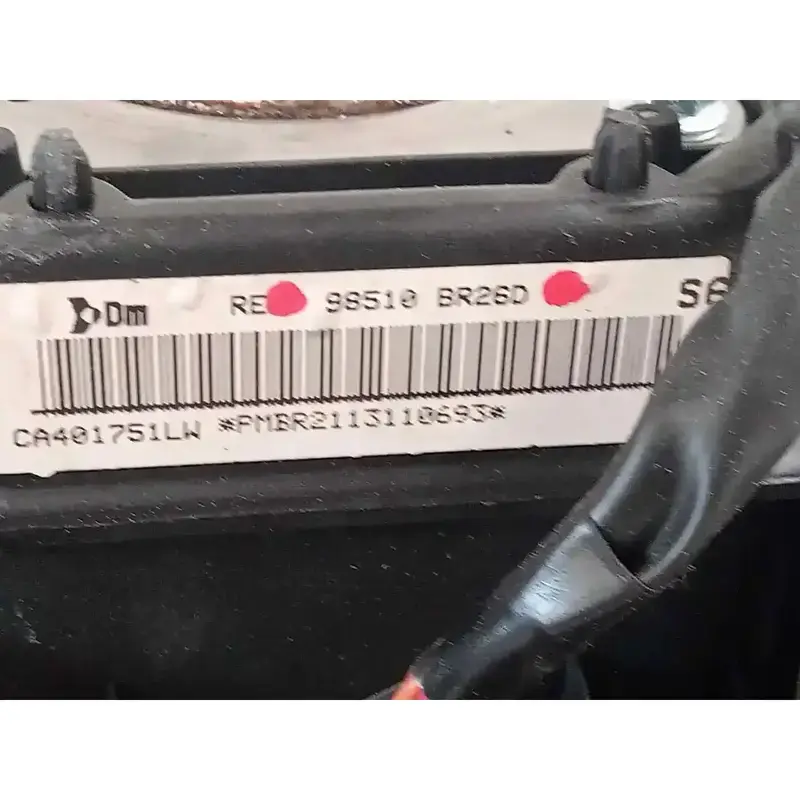 Dm RE 98510 BR26D S6
CA401751LW *PMBR2113110693*